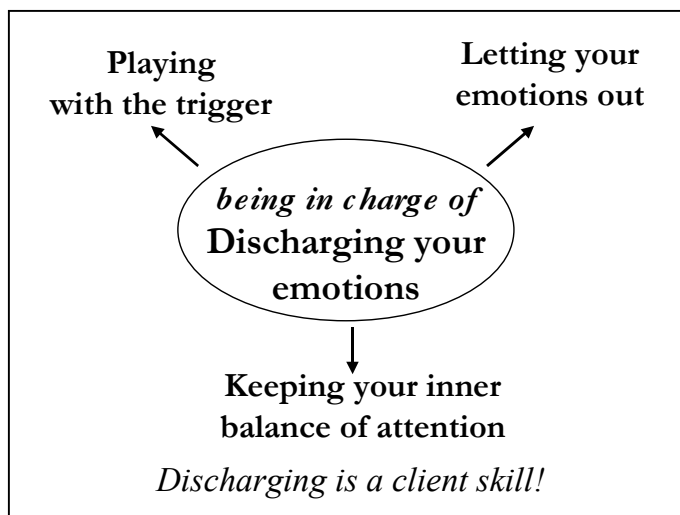 Playing
with the trigger
Letting your
emotions out
being in charge of
Discharging your
emotions
Keeping your inner
balance of attention
Discharging is a client skill!